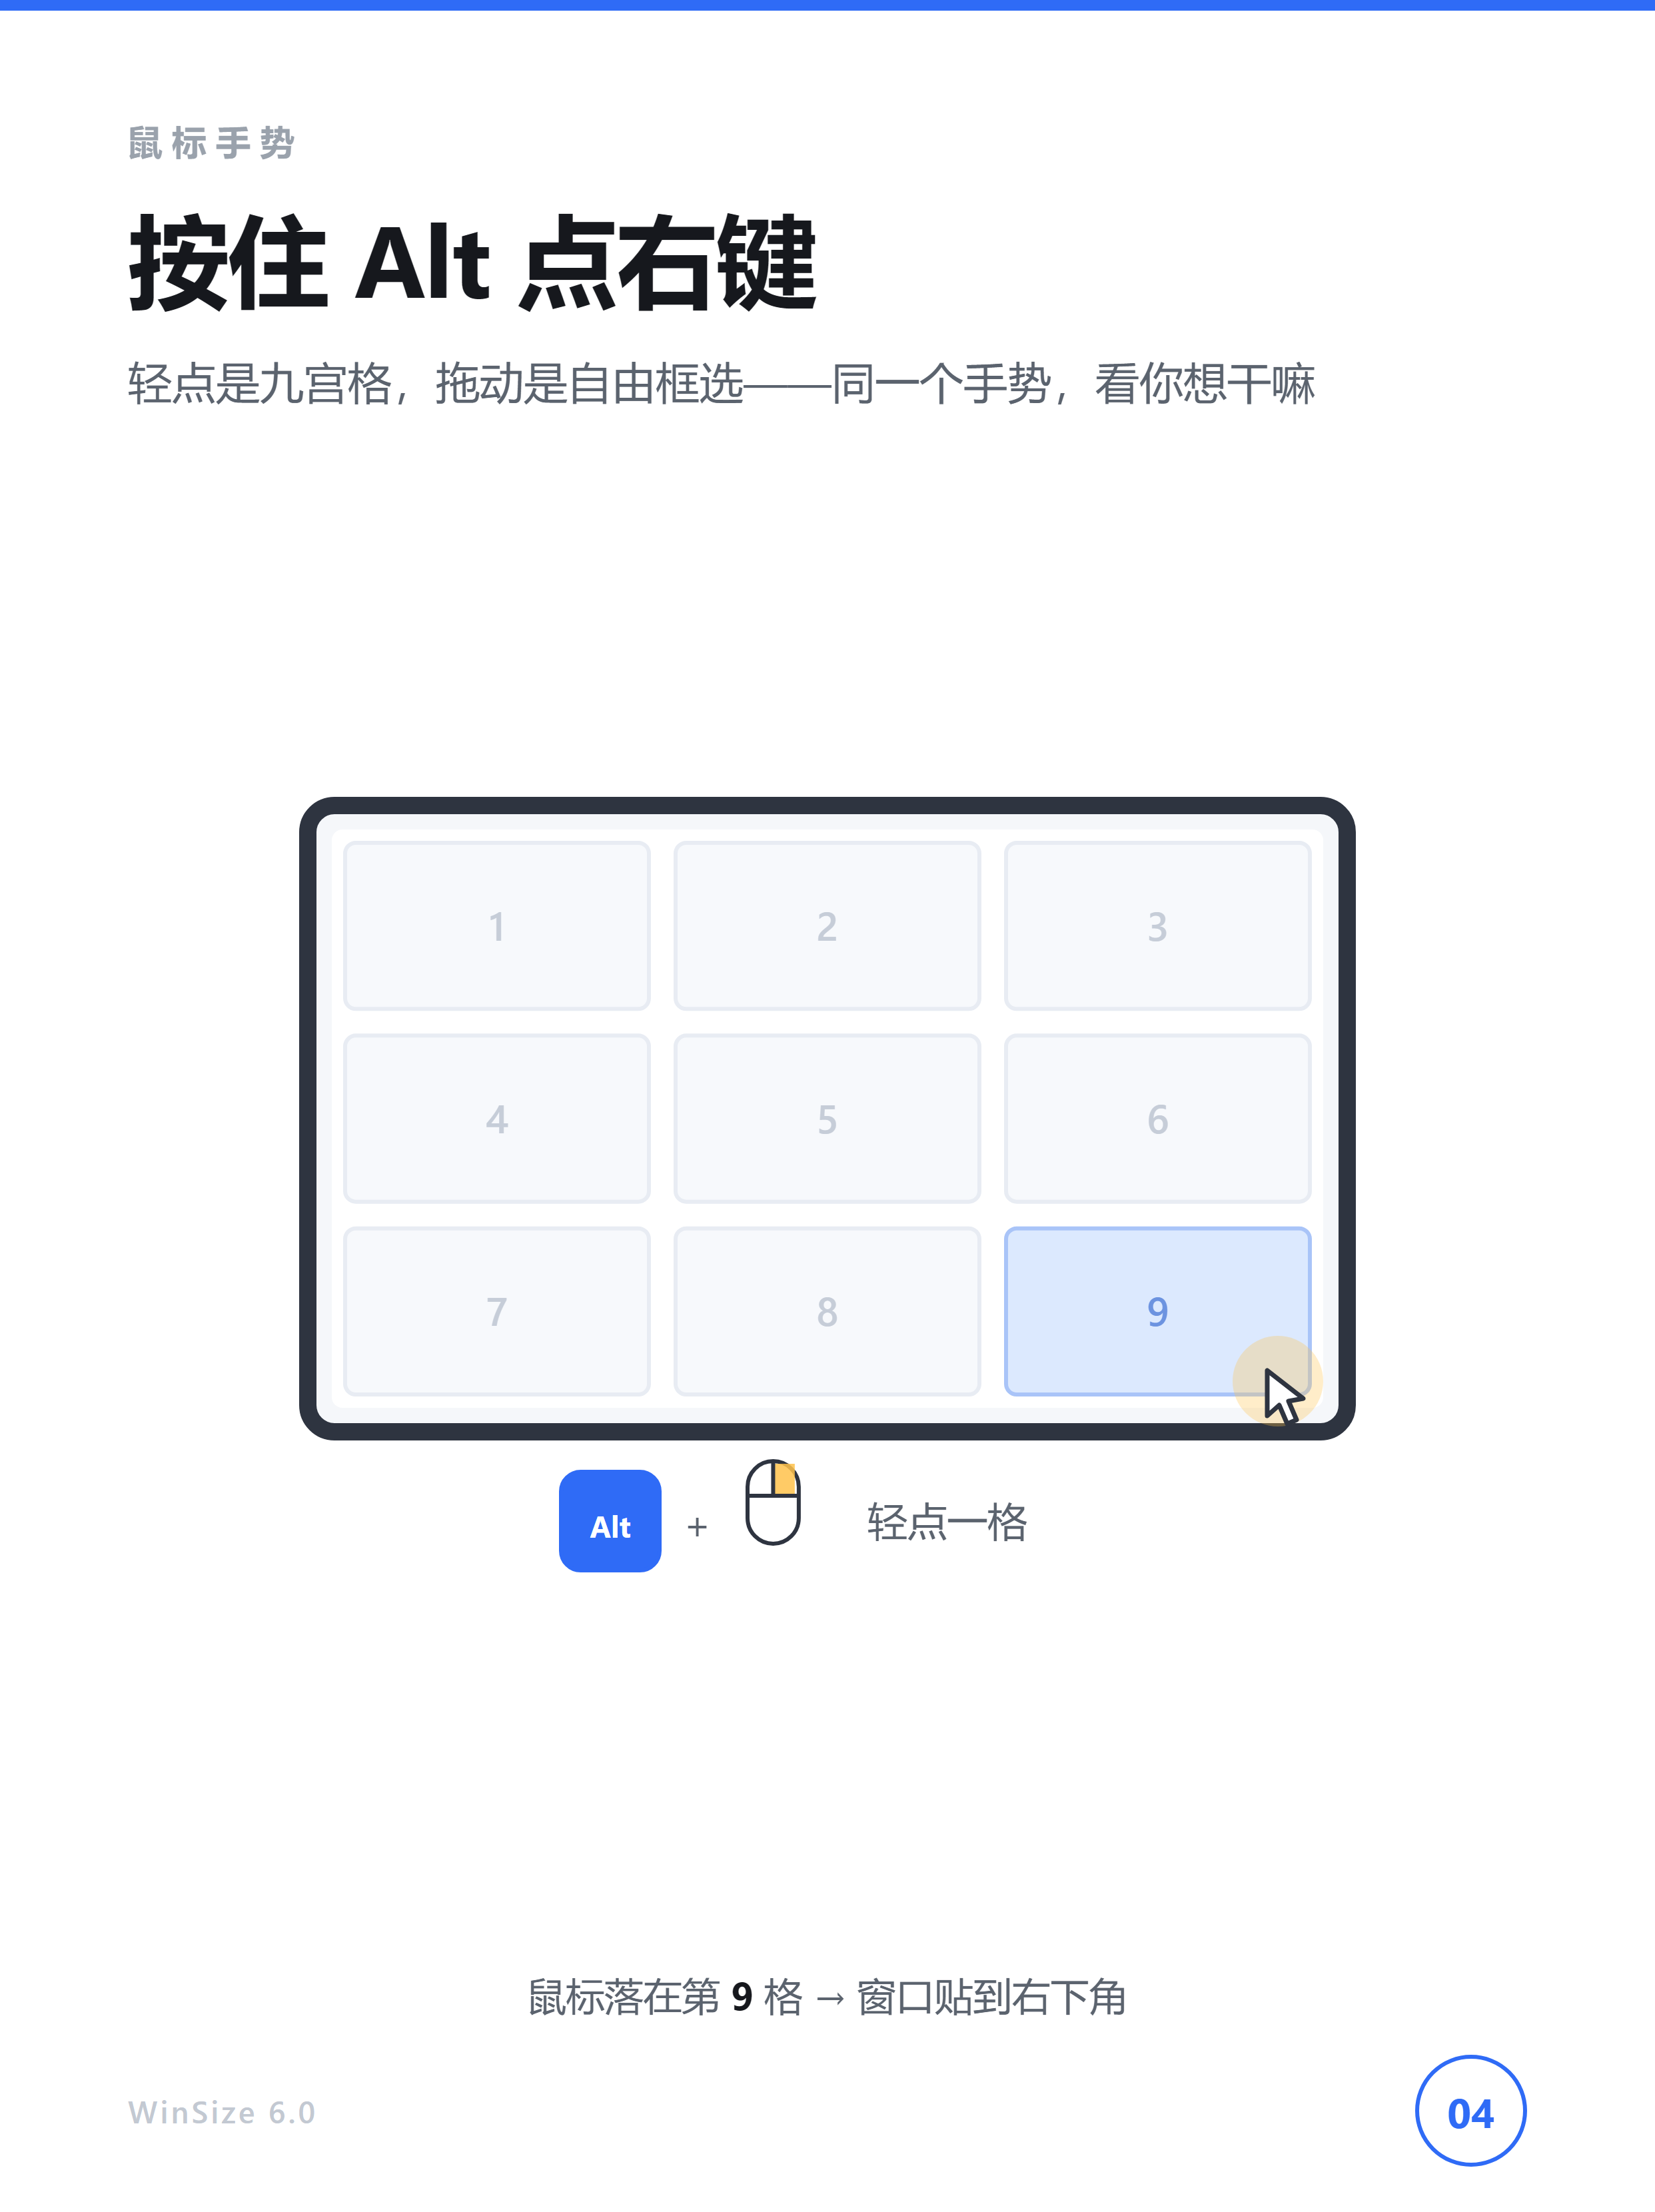 鼠标手势
按住 Alt 点右键
轻点是九宫格，拖动是自由框选——同一个手势，看你想干嘛
1 2 3
4 5 6
7 8 9
Alt + 轻点一格
鼠标落在第 9 格 → 窗口贴到右下角
WinSize 6.0
04